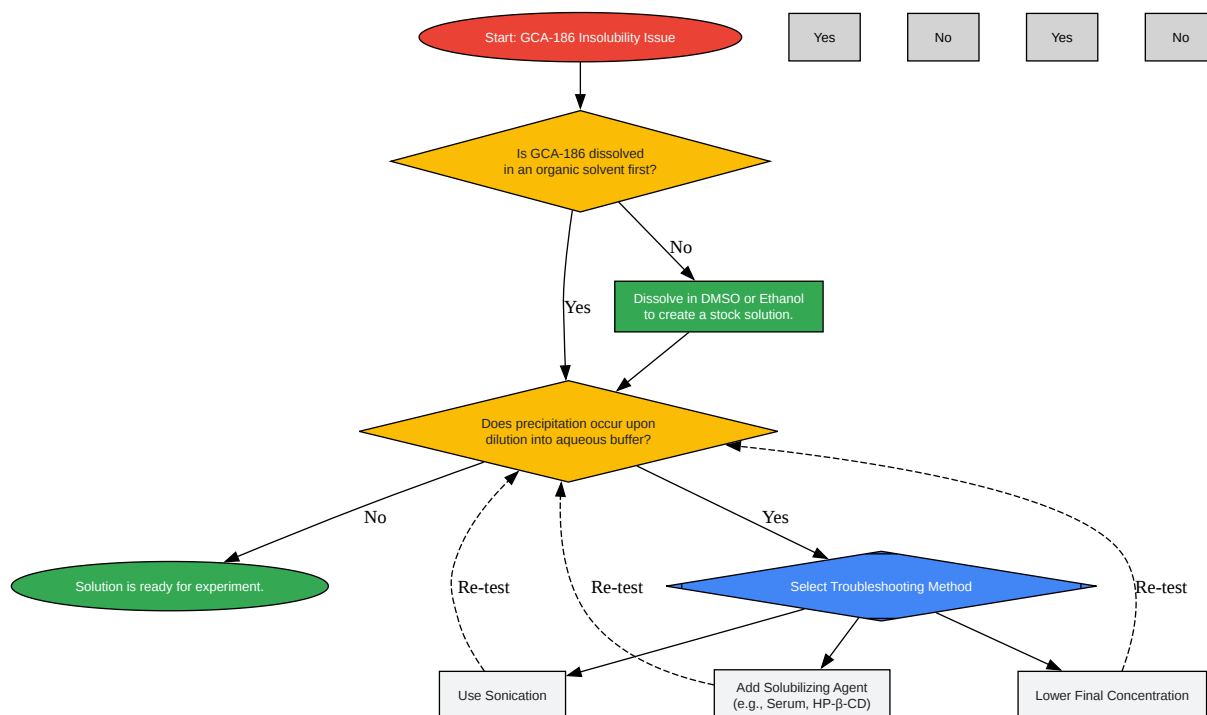 Start: GCA-186 Insolubility Issue
Yes
No
Yes
No
Is GCA-186 dissolved
in an organic solvent first?
No
Yes
Dissolve in DMSO or Ethanol
to create a stock solution.
Does precipitation occur upon
dilution into aqueous buffer?
No
Yes
Solution is ready for experiment.
Re-test
Re-test
Select Troubleshooting Method
Re-test
Use Sonication
Add Solubilizing Agent
(e.g., Serum, HP-β-CD)
Lower Final Concentration